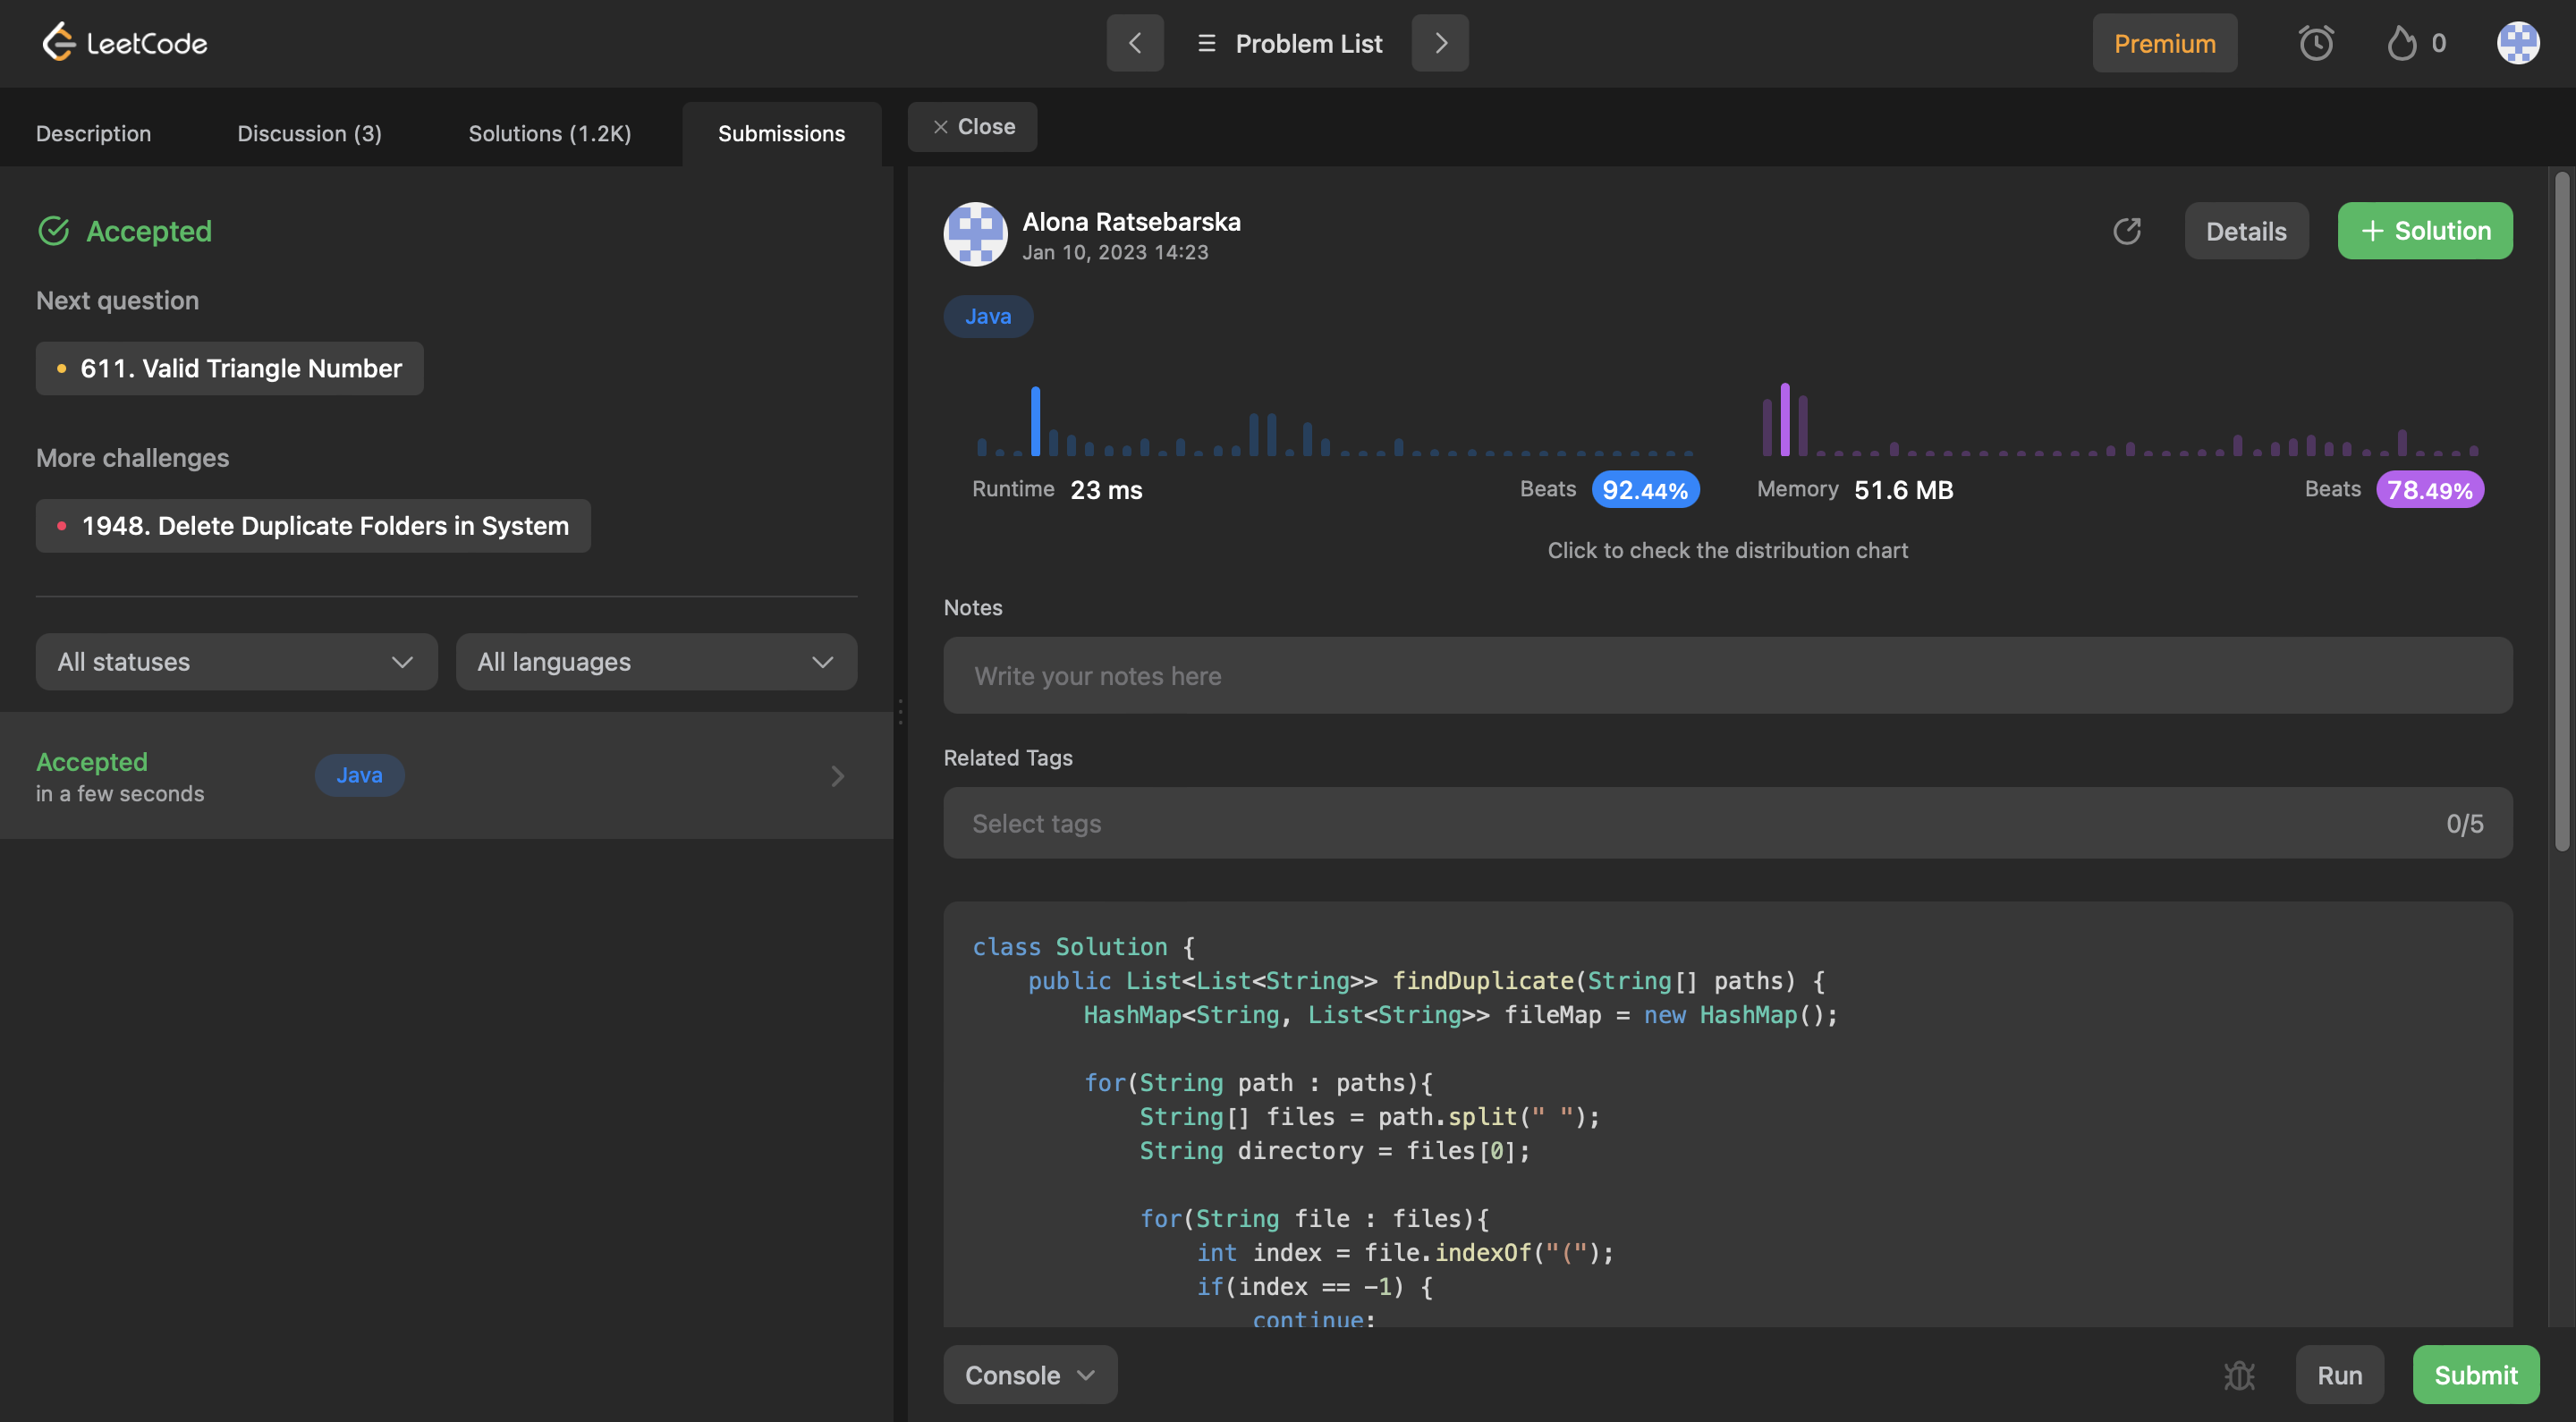 LeetCode
Problem List
Premium
0
Description
Discussion (3)
Solutions (1.2K)
Submissions
Close
Accepted
Next question
611. Valid Triangle Number
More challenges
1948. Delete Duplicate Folders in System
All statuses
All languages
Accepted
in a few seconds
Java
Alona Ratsebarska
Jan 10, 2023 14:23
Details
Solution
Java
Runtime 23 ms
Beats 92.44%
Memory 51.6 MB
Beats 78.49%
Click to check the distribution chart
Notes
Write your notes here
Related Tags
Select tags
0/5
class Solution {
    public List<List<String>> findDuplicate(String[] paths) {
        HashMap<String, List<String>> fileMap = new HashMap();
        for(String path : paths){
            String[] files = path.split(" ");
            String directory = files[0];
            for(String file : files){
                int index = file.indexOf("(");
                if(index == -1) {
                    continue;
Console
Run
Submit